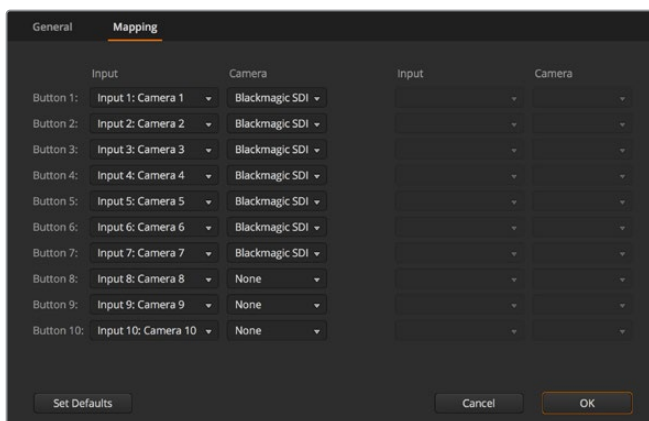 General Mapping
Input Camera Input Camera
Button 1: Input 1: Camera 1 Blackmagic SDI
Button 2: Input 2: Camera 2 Blackmagic SDI
Button 3: Input 3: Camera 3 Blackmagic SDI
Button 4: Input 4: Camera 4 Blackmagic SDI
Button 5: Input 5: Camera 5 Blackmagic SDI
Button 6: Input 6: Camera 6 Blackmagic SDI
Button 7: Input 7: Camera 7 Blackmagic SDI
Button 8: Input 8: Camera 8 None
Button 9: Input 9: Camera 9 None
Button 10: Input 10: Camera 10 None
Set Defaults Cancel OK